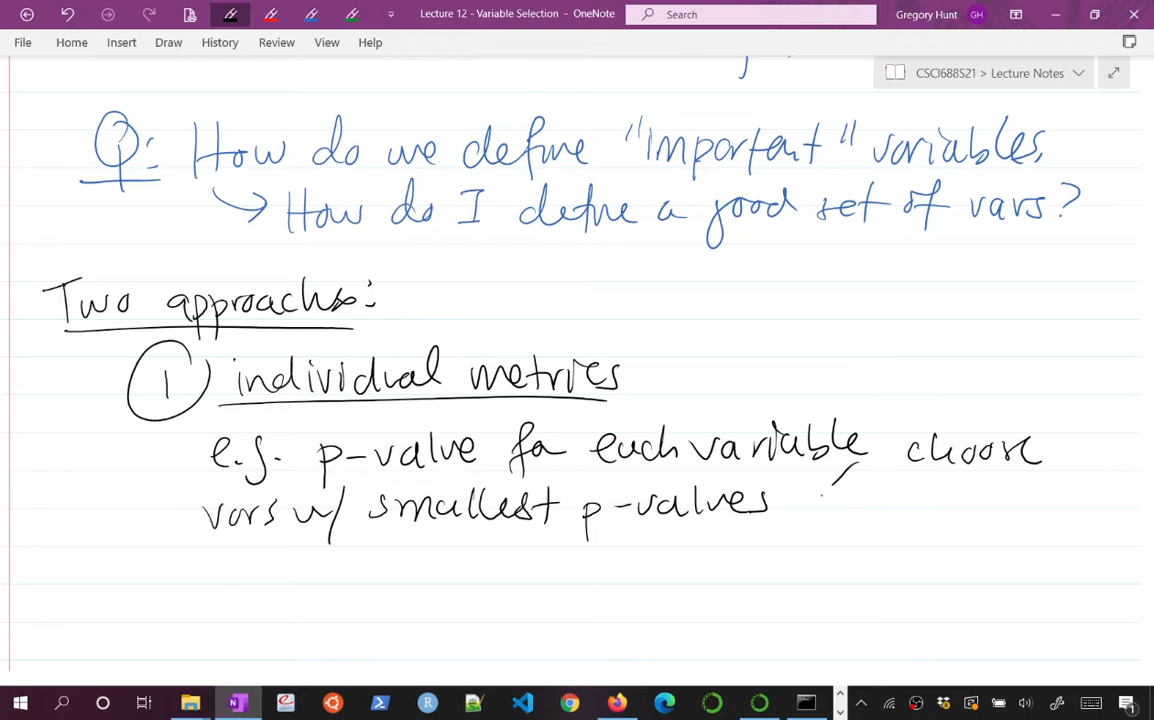 Lecture 12 - Variable Selection - OneNote
Search
Gregory Hunt
GH
File Home Insert Draw History Review View Help
CSCI688S21 > Lecture Notes
Q: How do we define "important" variables.
How do I define a good set of vars?
Two approaches:
1 individual metrics
e.g. p-value for each variable choose
vars w/ smallest p-values